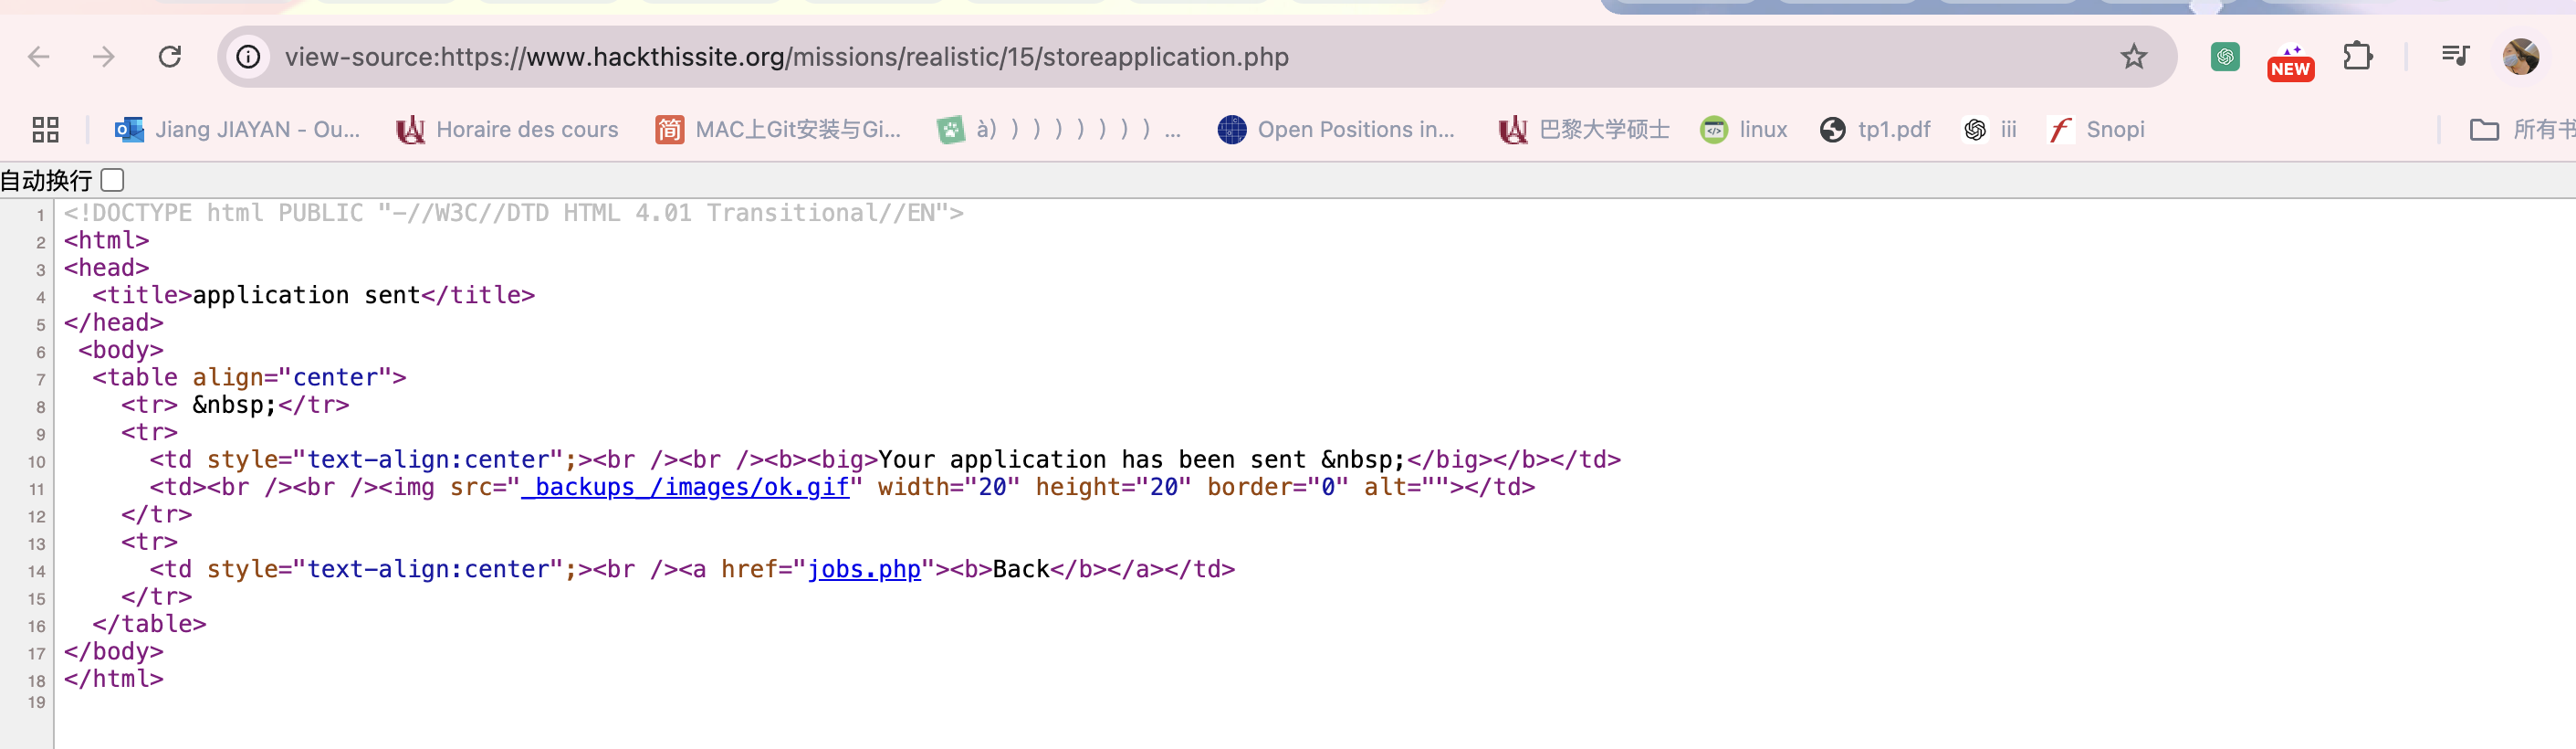 view-source:https://www.hackthissite.org/missions/realistic/15/storeapplication.php
NEW
Jiang JIAYAN - Ou... Horaire des cours 简 MAC上Git安装与Gi... à) ) ) ) ) ) ) ) ... Open Positions in... 巴黎大学硕士 linux tp1.pdf iii Snopi 所有书
自动换行
1 <!DOCTYPE html PUBLIC "-//W3C//DTD HTML 4.01 Transitional//EN">
2 <html>
3 <head>
4 <title>application sent</title>
5 </head>
6 <body>
7 <table align="center">
8 <tr> &nbsp;</tr>
9 <tr>
10 <td style="text-align:center";><br /><br /><b><big>Your application has been sent &nbsp;</big></b></td>
11 <td><br /><br /><img src="_backups_/images/ok.gif" width="20" height="20" border="0" alt=""></td>
12 </tr>
13 <tr>
14 <td style="text-align:center";><br /><a href="jobs.php"><b>Back</b></a></td>
15 </tr>
16 </table>
17 </body>
18 </html>
19